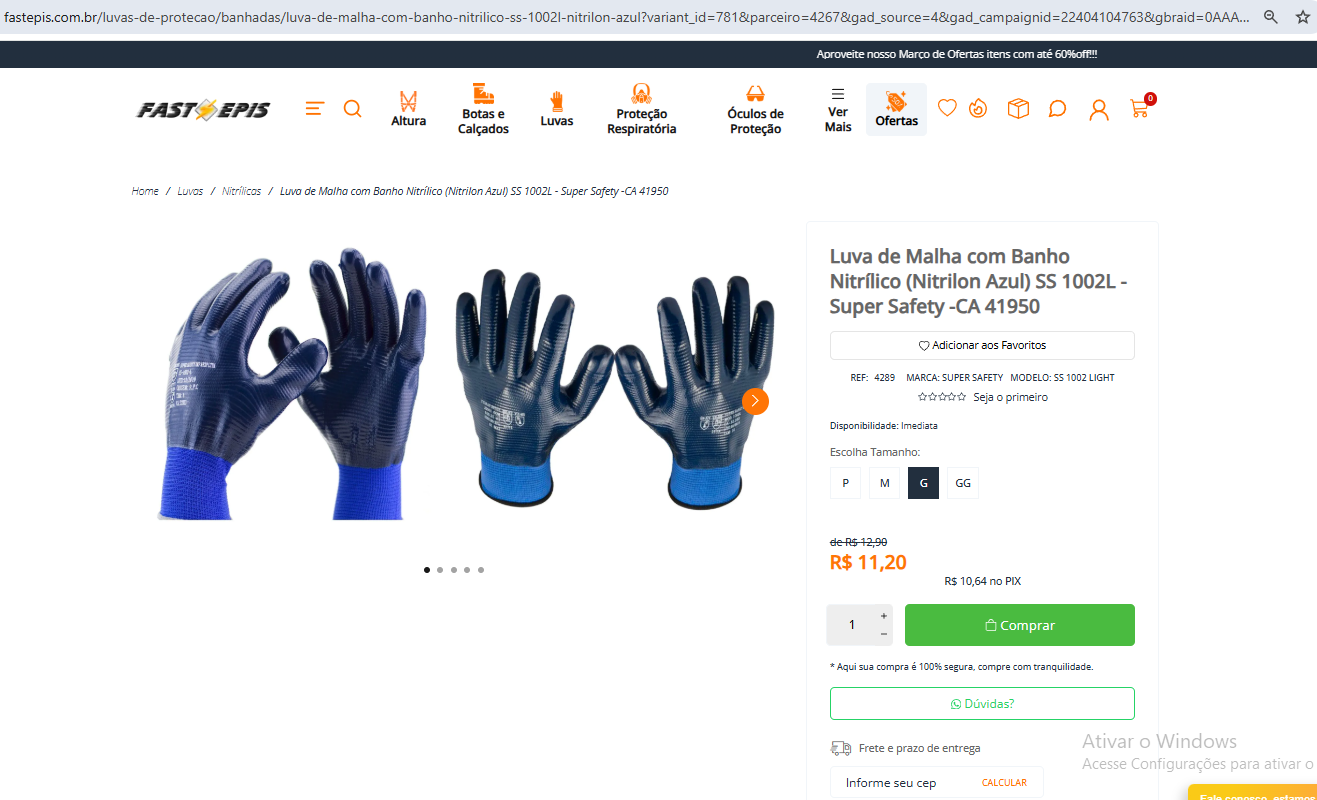 fastepis.com.br/luvas-de-protecao/banhadas/luva-de-malha-com-banho-nitrilico-ss-1002l-nitrilon-azul?variant_id=781&parceiro=4267&gad_source=4&gad_campaignid=22404104763&gbraid=0AAA...
Aproveite nosso Março de Ofertas itens com até 60%off!!!
FAST EPIS
Altura
Botas e
Calçados
Luvas
Proteção
Respiratória
Óculos de
Proteção
Ver
Mais
Ofertas
0
Home / Luvas / Nitrílicas / Luva de Malha com Banho Nitrílico (Nitrilon Azul) SS 1002L - Super Safety -CA 41950
Luva de Malha com Banho
Nitrílico (Nitrilon Azul) SS 1002L -
Super Safety -CA 41950
Adicionar aos Favoritos
REF: 4289 MARCA: SUPER SAFETY MODELO: SS 1002 LIGHT
Seja o primeiro
Disponibilidade: Imediata
Escolha Tamanho:
P M G GG
de R$ 12,90
R$ 11,20
R$ 10,64 no PIX
1 + −
Comprar
* Aqui sua compra é 100% segura, compre com tranquilidade.
Dúvidas?
Frete e prazo de entrega
Informe seu cep CALCULAR
Ativar o Windows
Acesse Configurações para ativar o
Fale conosco, estamos